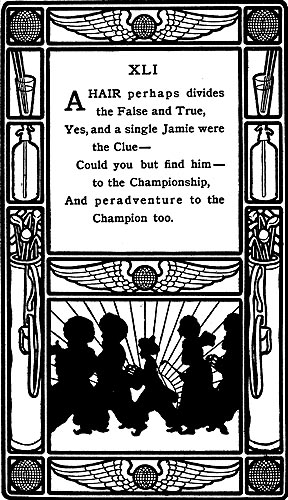 XLI
A HAIR perhaps divides
the False and True,
Yes, and a single Jamie were
the Clue—
Could you but find him—
to the Championship,
And peradventure to the
Champion too.